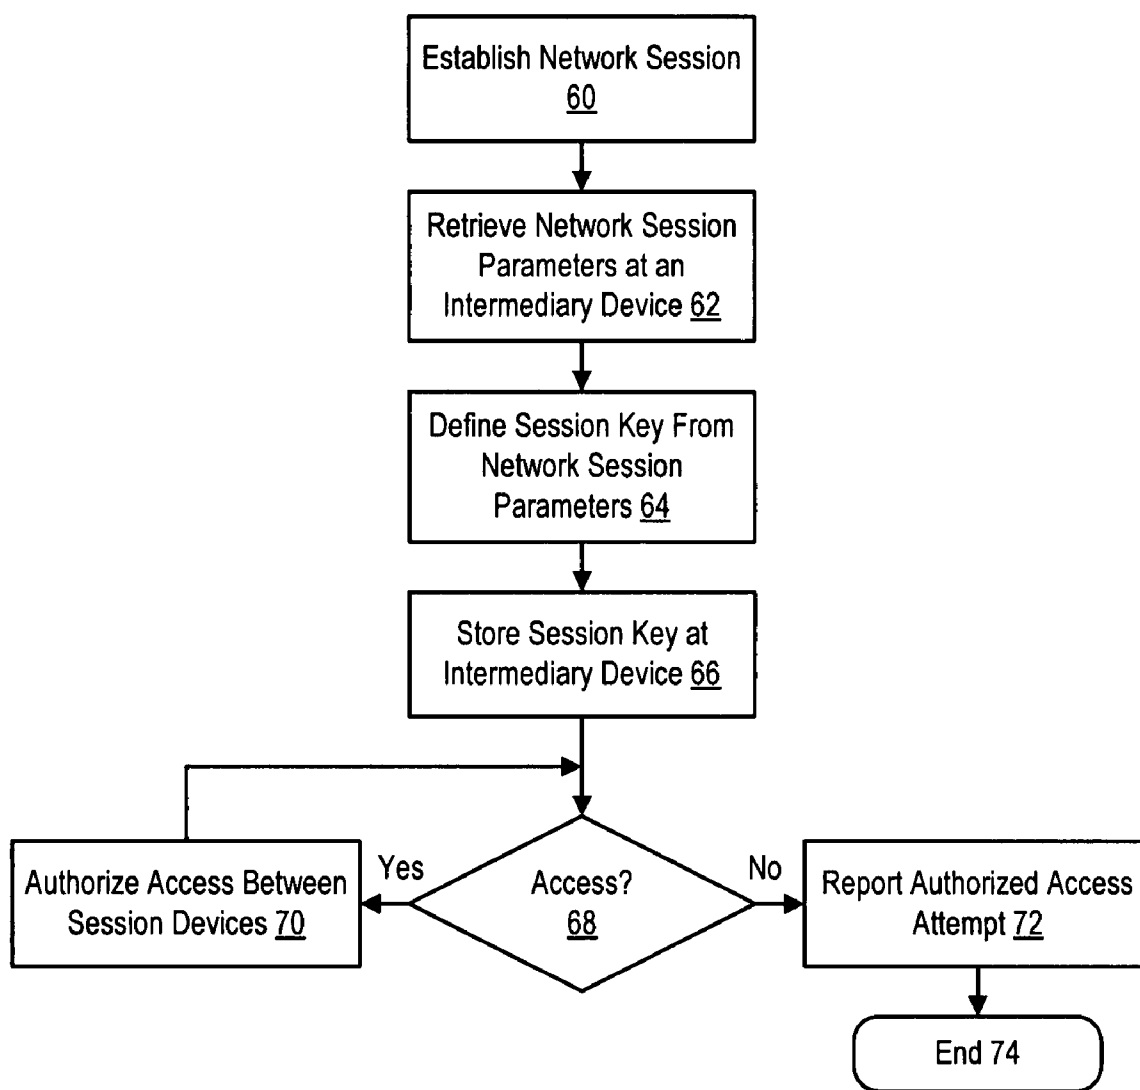 Establish Network Session
60
Retrieve Network Session
Parameters at an
Intermediary Device 62
Define Session Key From
Network Session
Parameters 64
Store Session Key at
Intermediary Device 66
Authorize Access Between
Session Devices 70
Yes
Access?
68
No
Report Authorized Access
Attempt 72
End 74